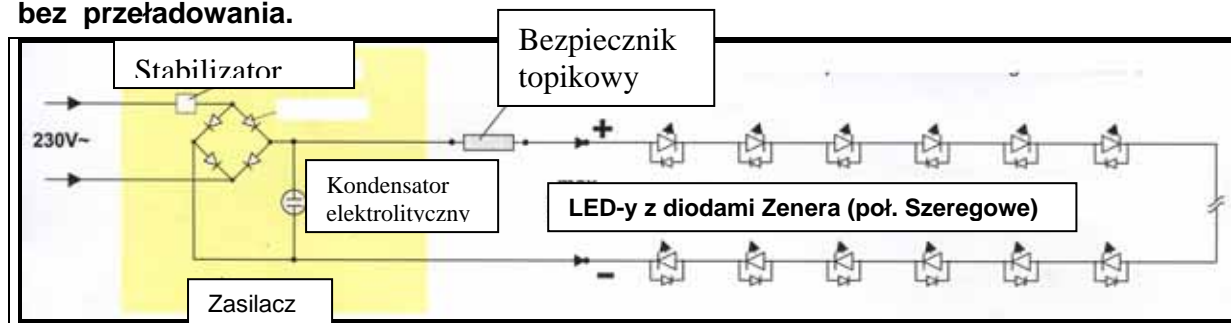 bez przeładowania.
Stabilizator
Bezpiecznik
topikowy
230V~
+
Kondensator
elektrolityczny
LED-y z diodami Zenera (poł. Szeregowe)
–
Zasilacz